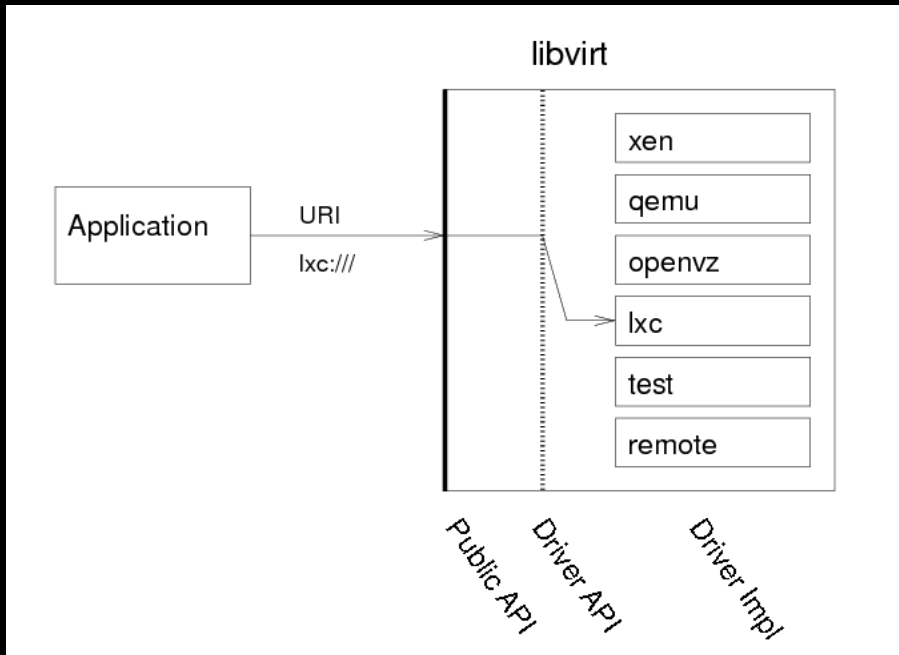 libvirt
Application
URI
lxc:///
xen
qemu
openvz
lxc
test
remote
Public API
Driver API
Driver Impl